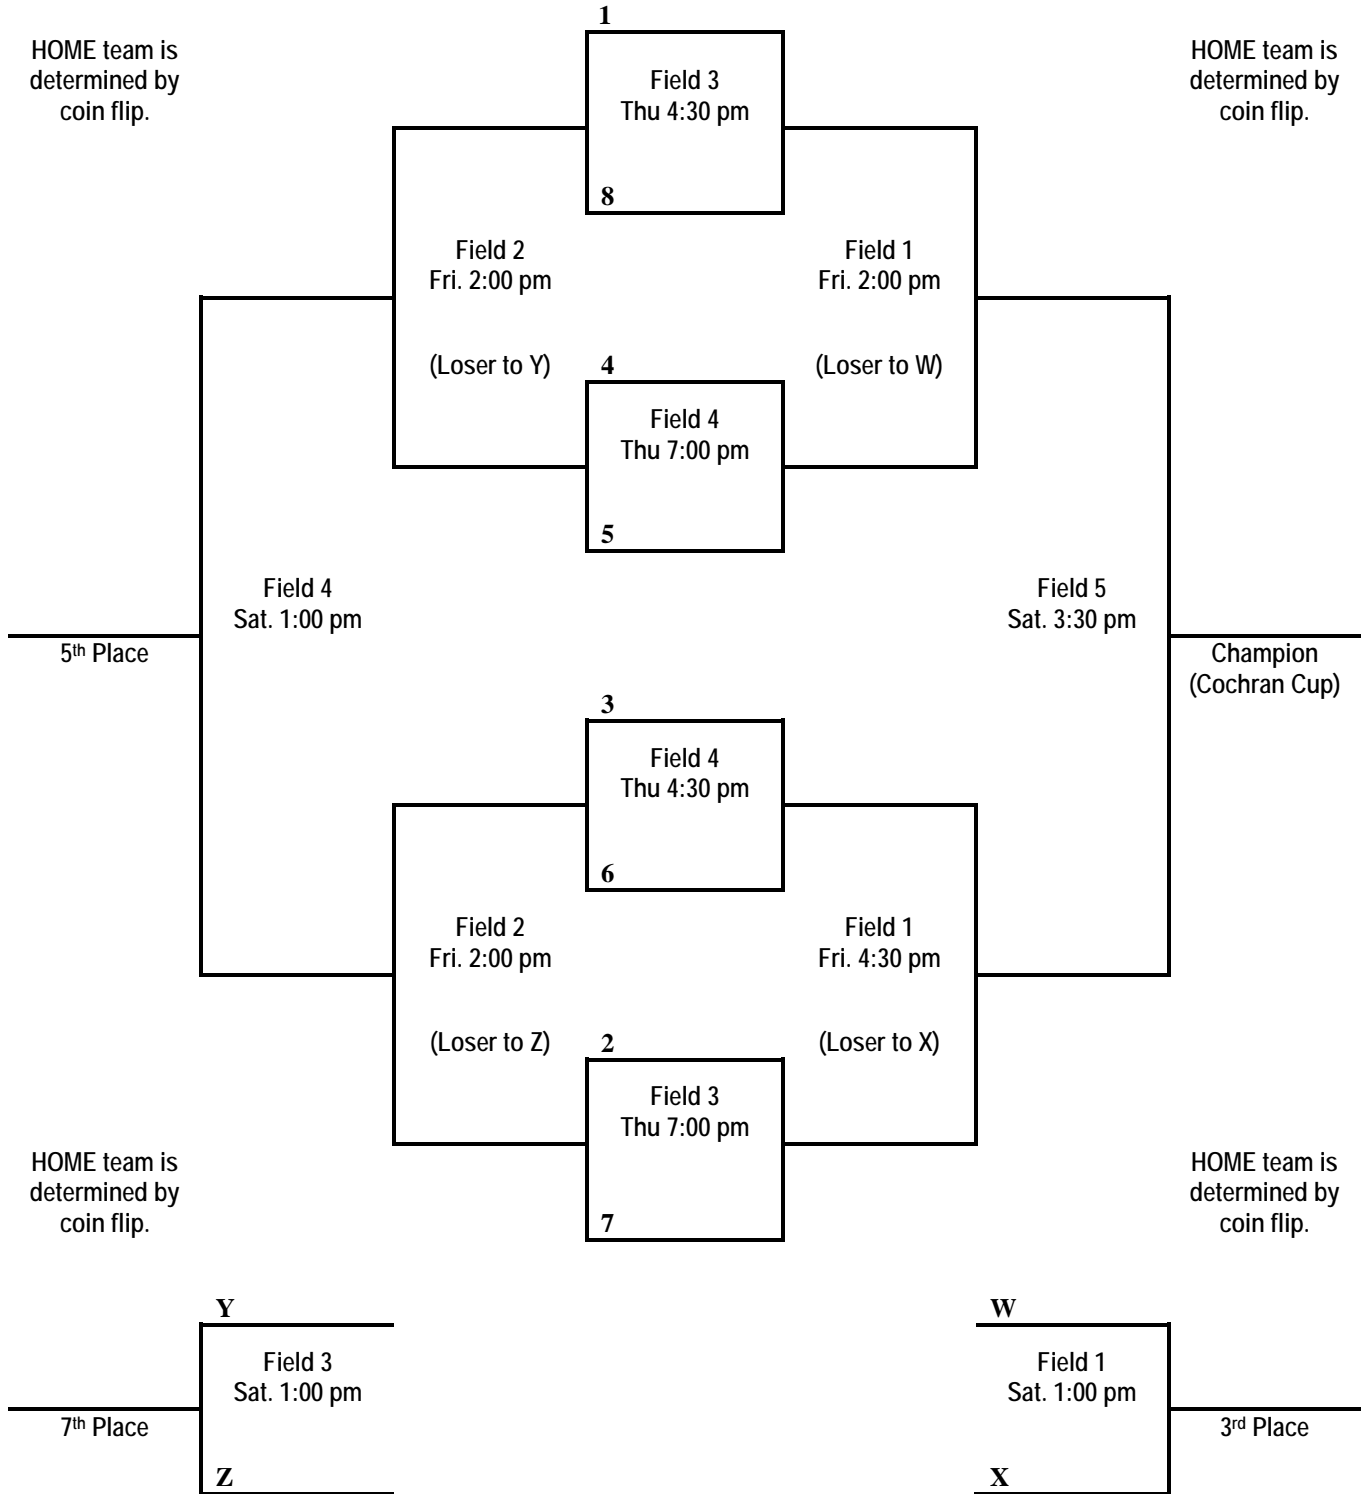 1
HOME team is
determined by
coin flip.
Field 3
Thu 4:30 pm
HOME team is
determined by
coin flip.
8
Field 2
Fri. 2:00 pm
Field 1
Fri. 2:00 pm
(Loser to Y)
4
(Loser to W)
Field 4
Thu 7:00 pm
5
Field 4
Sat. 1:00 pm
Field 5
Sat. 3:30 pm
5th Place
Champion
(Cochran Cup)
3
Field 4
Thu 4:30 pm
6
Field 2
Fri. 2:00 pm
Field 1
Fri. 4:30 pm
(Loser to Z)
2
(Loser to X)
Field 3
Thu 7:00 pm
HOME team is
determined by
coin flip.
HOME team is
determined by
coin flip.
7
Y
W
Field 3
Sat. 1:00 pm
Field 1
Sat. 1:00 pm
7th Place
3rd Place
Z
X